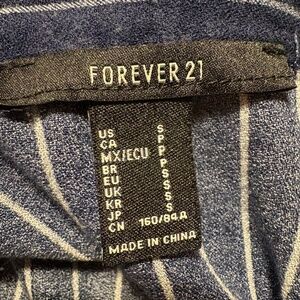 FOREVER 21
US S
CA P
MX/ECU P
BR P
EU S
UK S
KR S
JP S
CN 160/84A
MADE IN CHINA